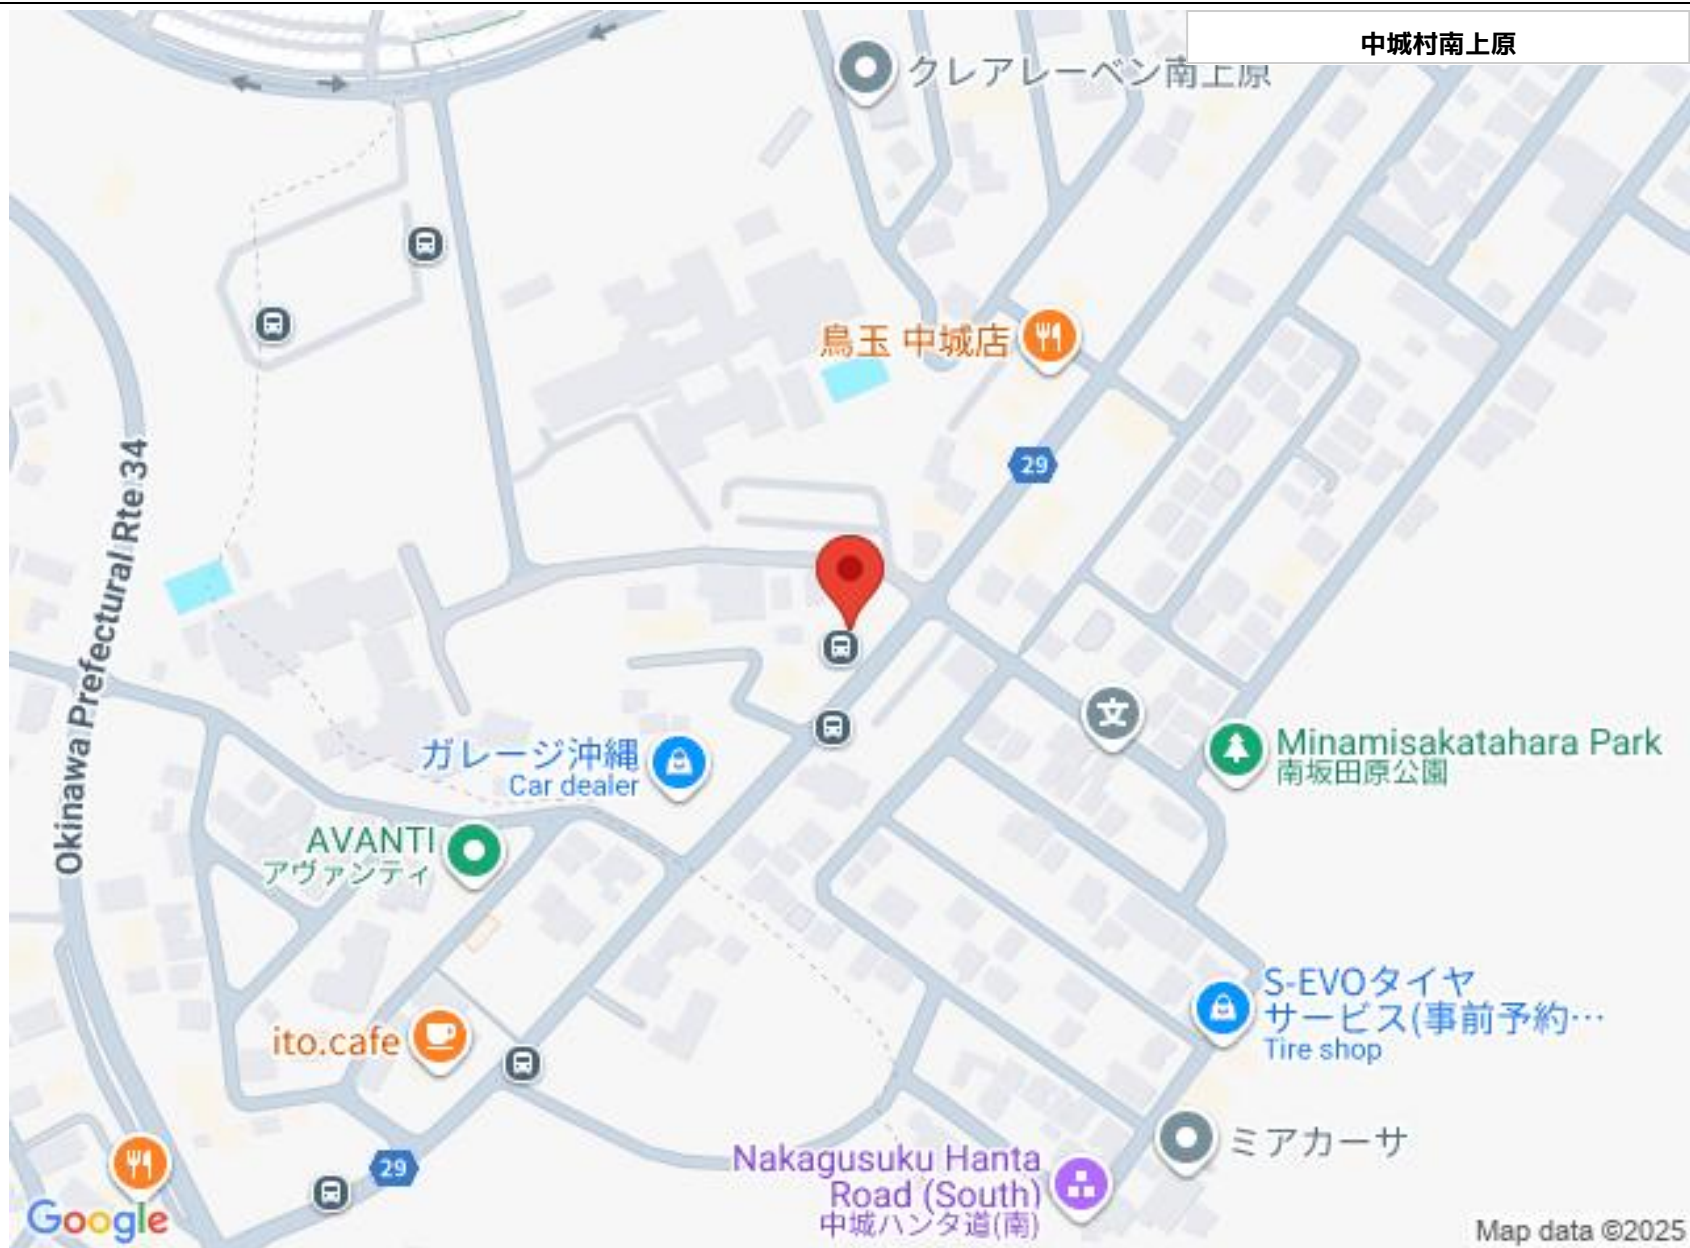 中城村南上原
クレアレーベン南上原
鳥玉 中城店
29
Okinawa Prefectural Rte 34
文
ガレージ沖縄
Car dealer
Minamisakatahara Park
南坂田原公園
AVANTI
アヴァンティ
S-EVOタイヤ
サービス(事前予約…
Tire shop
ito.cafe
ミアカーサ
29
Nakagusuku Hanta
Road (South)
中城ハンタ道(南)
Google
Map data ©2025